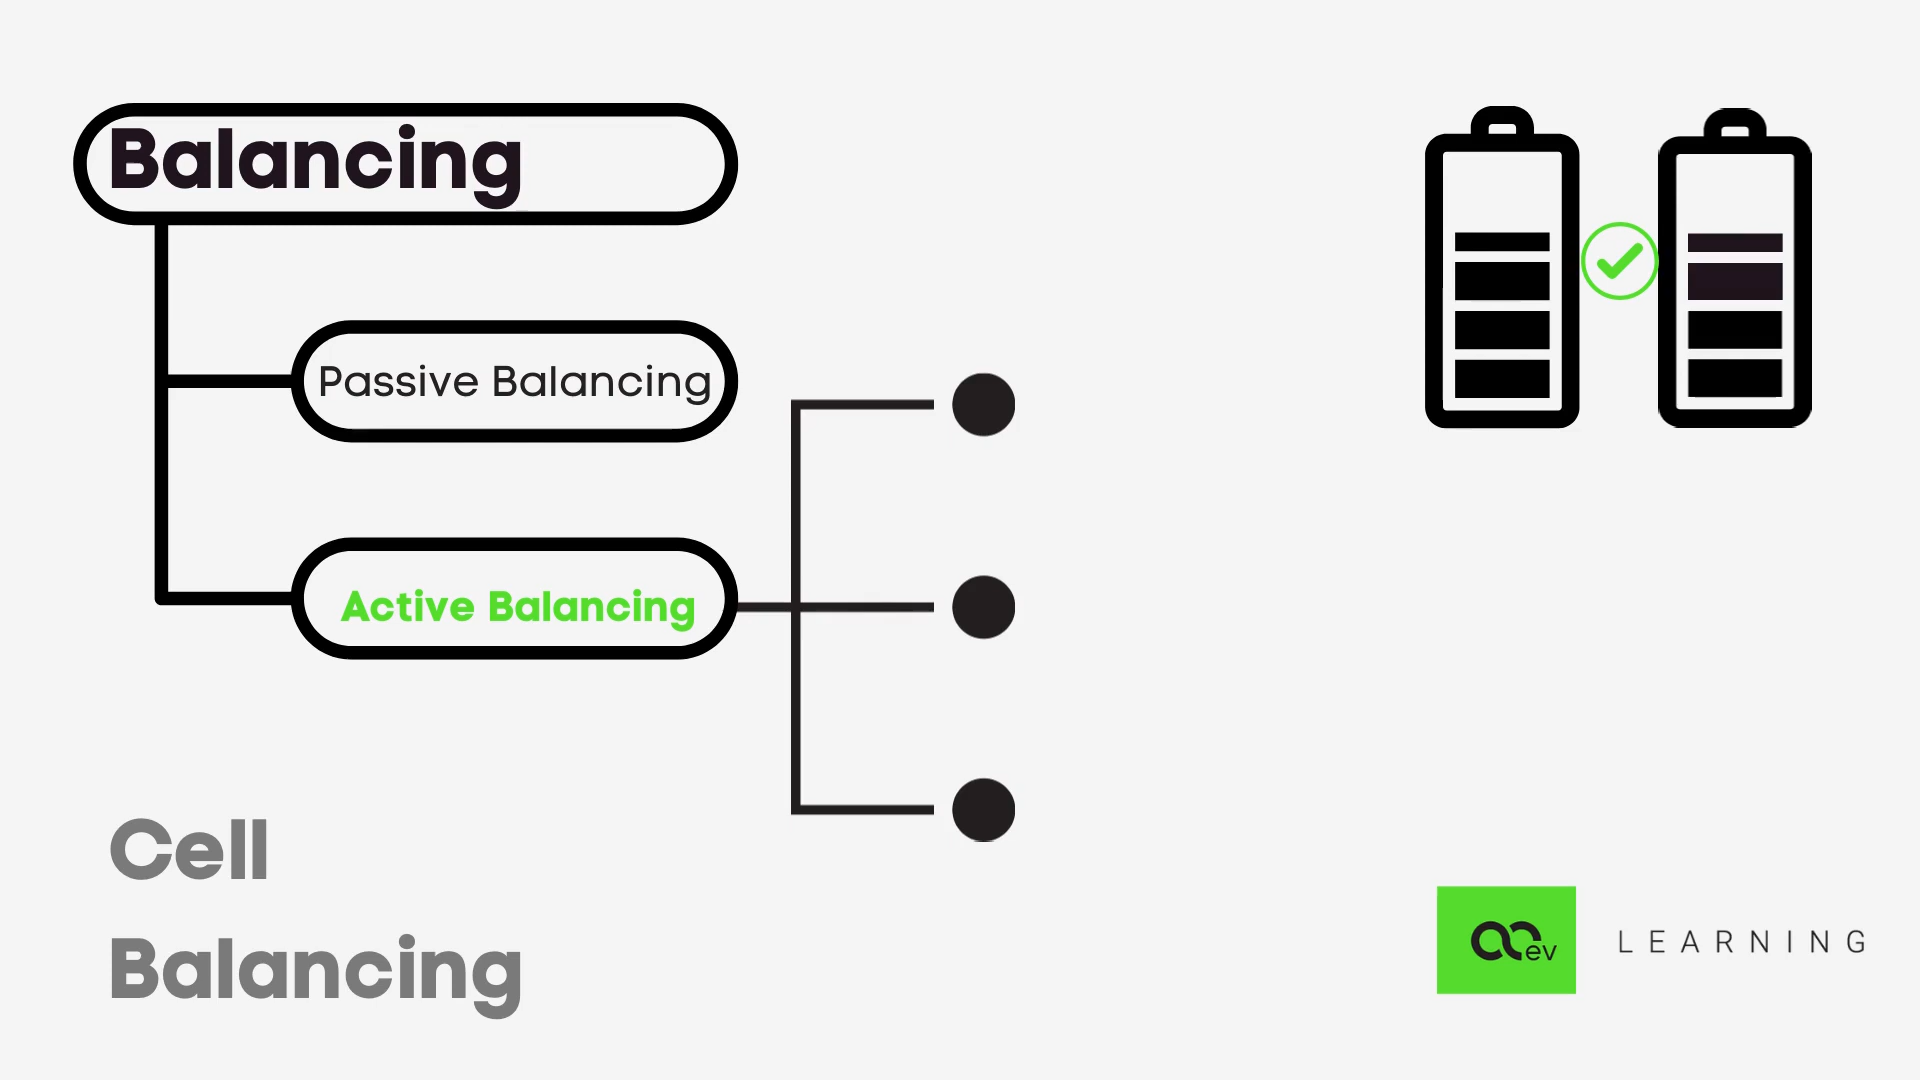 Balancing
Passive Balancing
Active Balancing
Cell
Balancing
ev
LEARNING